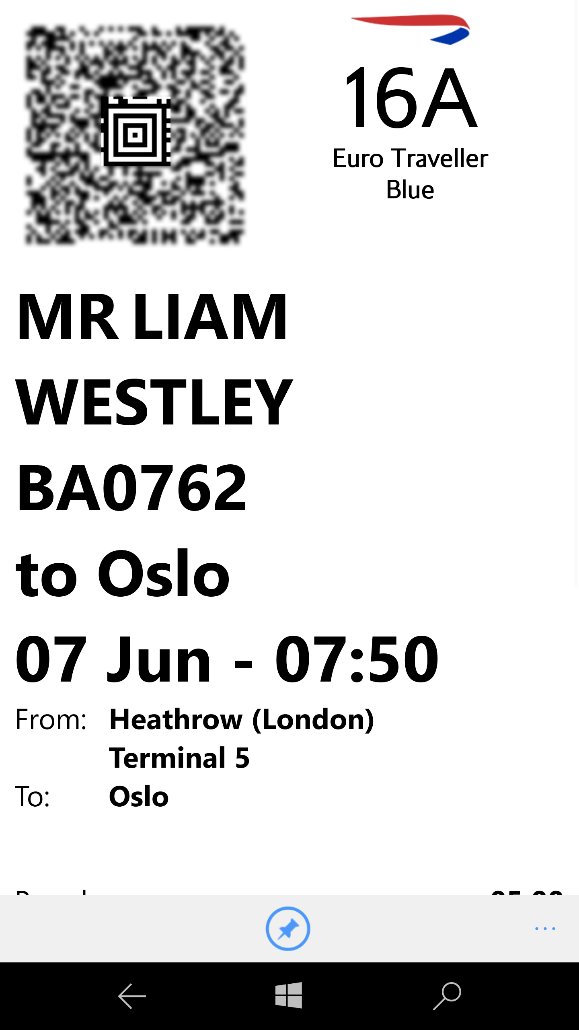 16A
Euro Traveller
Blue
MR LIAM
WESTLEY
BA0762
to Oslo
07 Jun - 07:50
From: Heathrow (London)
Terminal 5
To: Oslo